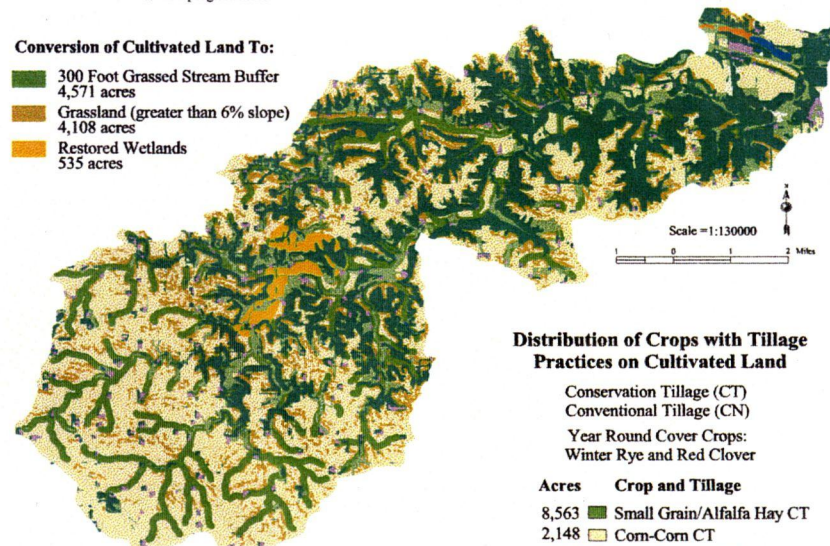 Conversion of Cultivated Land To:
300 Foot Grassed Stream Buffer
4,571 acres
Grassland (greater than 6% slope)
4,108 acres
Restored Wetlands
535 acres
Scale =1:130000
1 0 1 2 Miles
Distribution of Crops with Tillage
Practices on Cultivated Land
Conservation Tillage (CT)
Conventional Tillage (CN)
Year Round Cover Crops:
Winter Rye and Red Clover
Acres Crop and Tillage
8,563 Small Grain/Alfalfa Hay CT
2,148 Corn-Corn CT